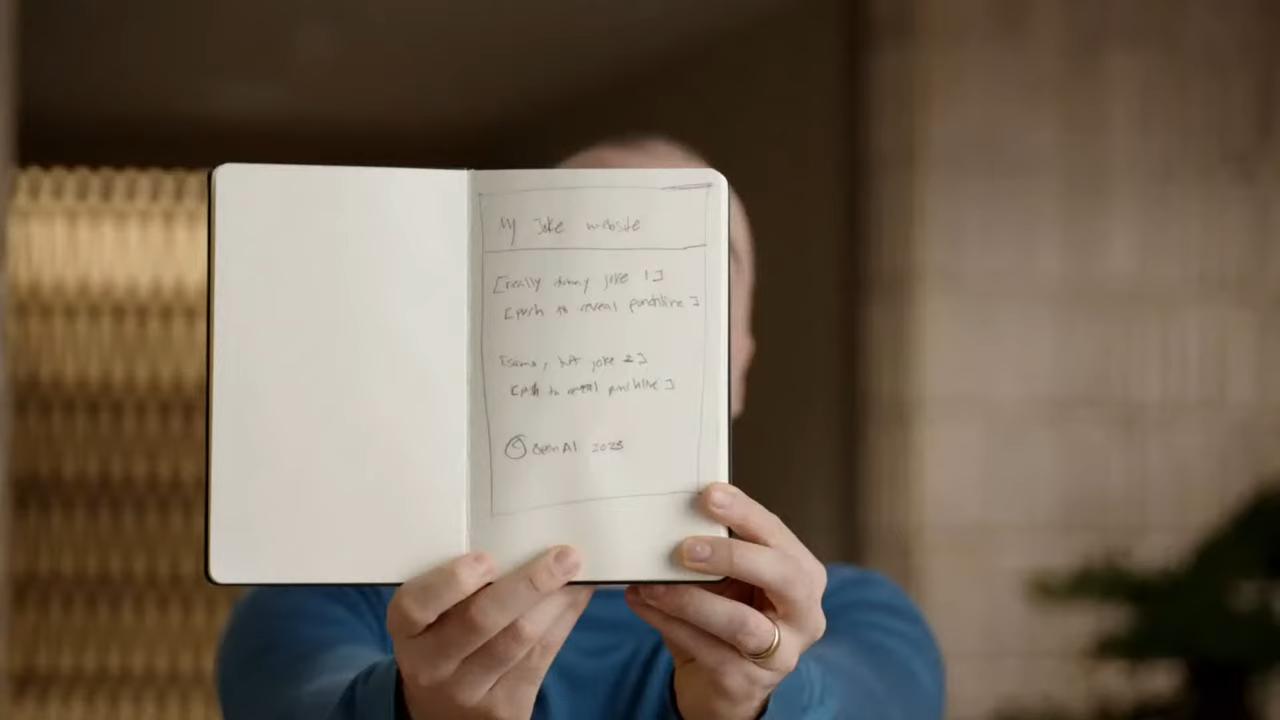 My Joke website
[really funny joke 1]
[push to reveal punchline]
[same, but joke 2]
[push to reveal punchline]
© OpenAI 2023